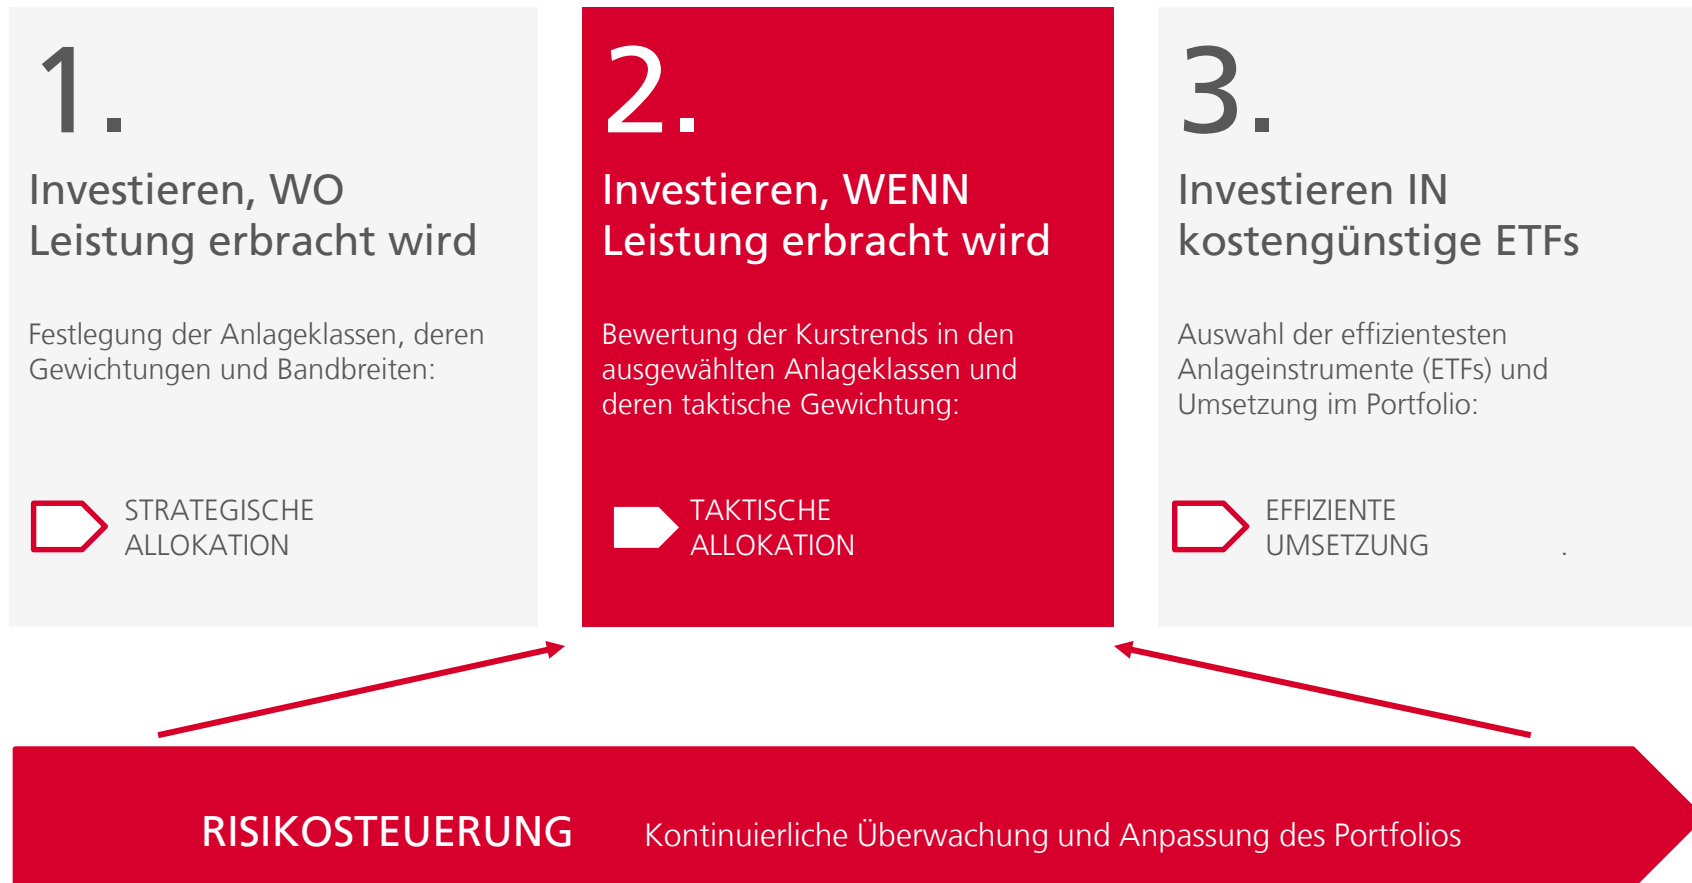 1.
Investieren, WO
Leistung erbracht wird
Festlegung der Anlageklassen, deren
Gewichtungen und Bandbreiten:
STRATEGISCHE
ALLOKATION
2.
Investieren, WENN
Leistung erbracht wird
Bewertung der Kurstrends in den
ausgewählten Anlageklassen und
deren taktische Gewichtung:
TAKTISCHE
ALLOKATION
3.
Investieren IN
kostengünstige ETFs
Auswahl der effizientesten
Anlageinstrumente (ETFs) und
Umsetzung im Portfolio:
EFFIZIENTE
UMSETZUNG .
RISIKOSTEUERUNG Kontinuierliche Überwachung und Anpassung des Portfolios